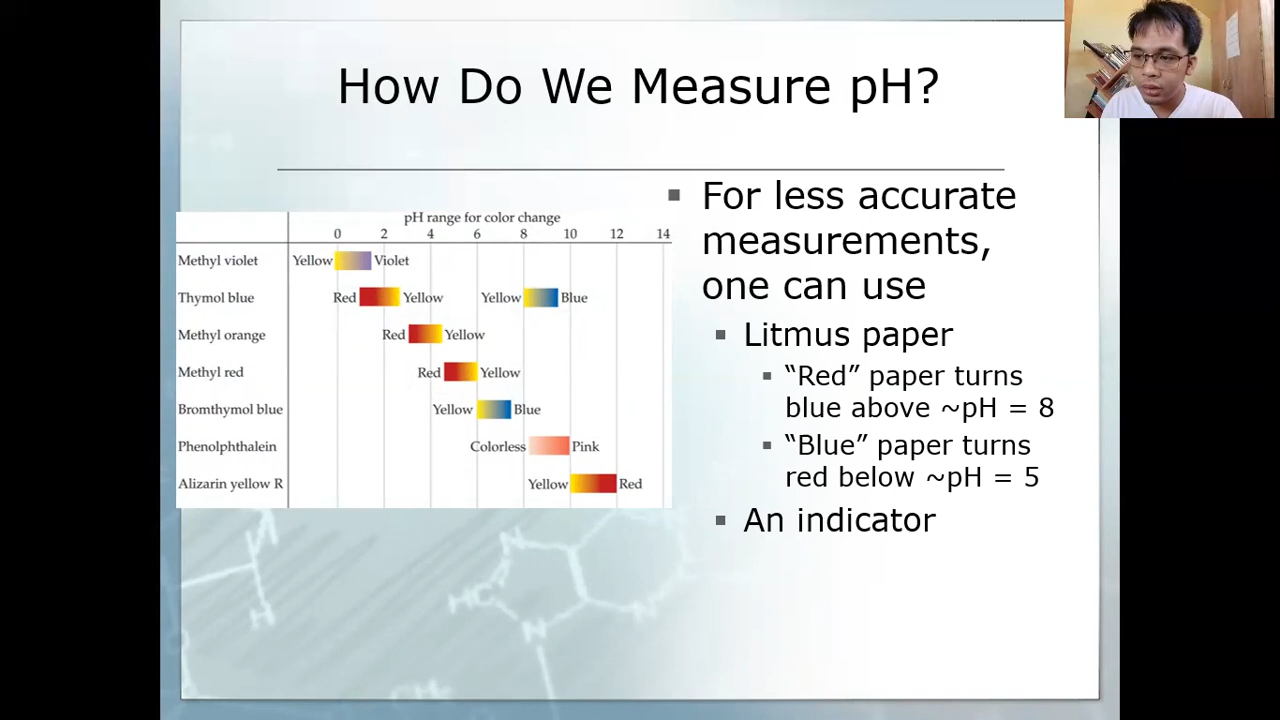 How Do We Measure pH?
pH range for color change
0 2 4 6 8 10 12 14
Methyl violet Yellow Violet
Thymol blue Red Yellow Yellow Blue
Methyl orange Red Yellow
Methyl red Red Yellow
Bromthymol blue Yellow Blue
Phenolphthalein Colorless Pink
Alizarin yellow R Yellow Red
For less accurate
measurements,
one can use
Litmus paper
“Red” paper turns
blue above ~pH = 8
“Blue” paper turns
red below ~pH = 5
An indicator
N
H
N
HC
N
N
CH